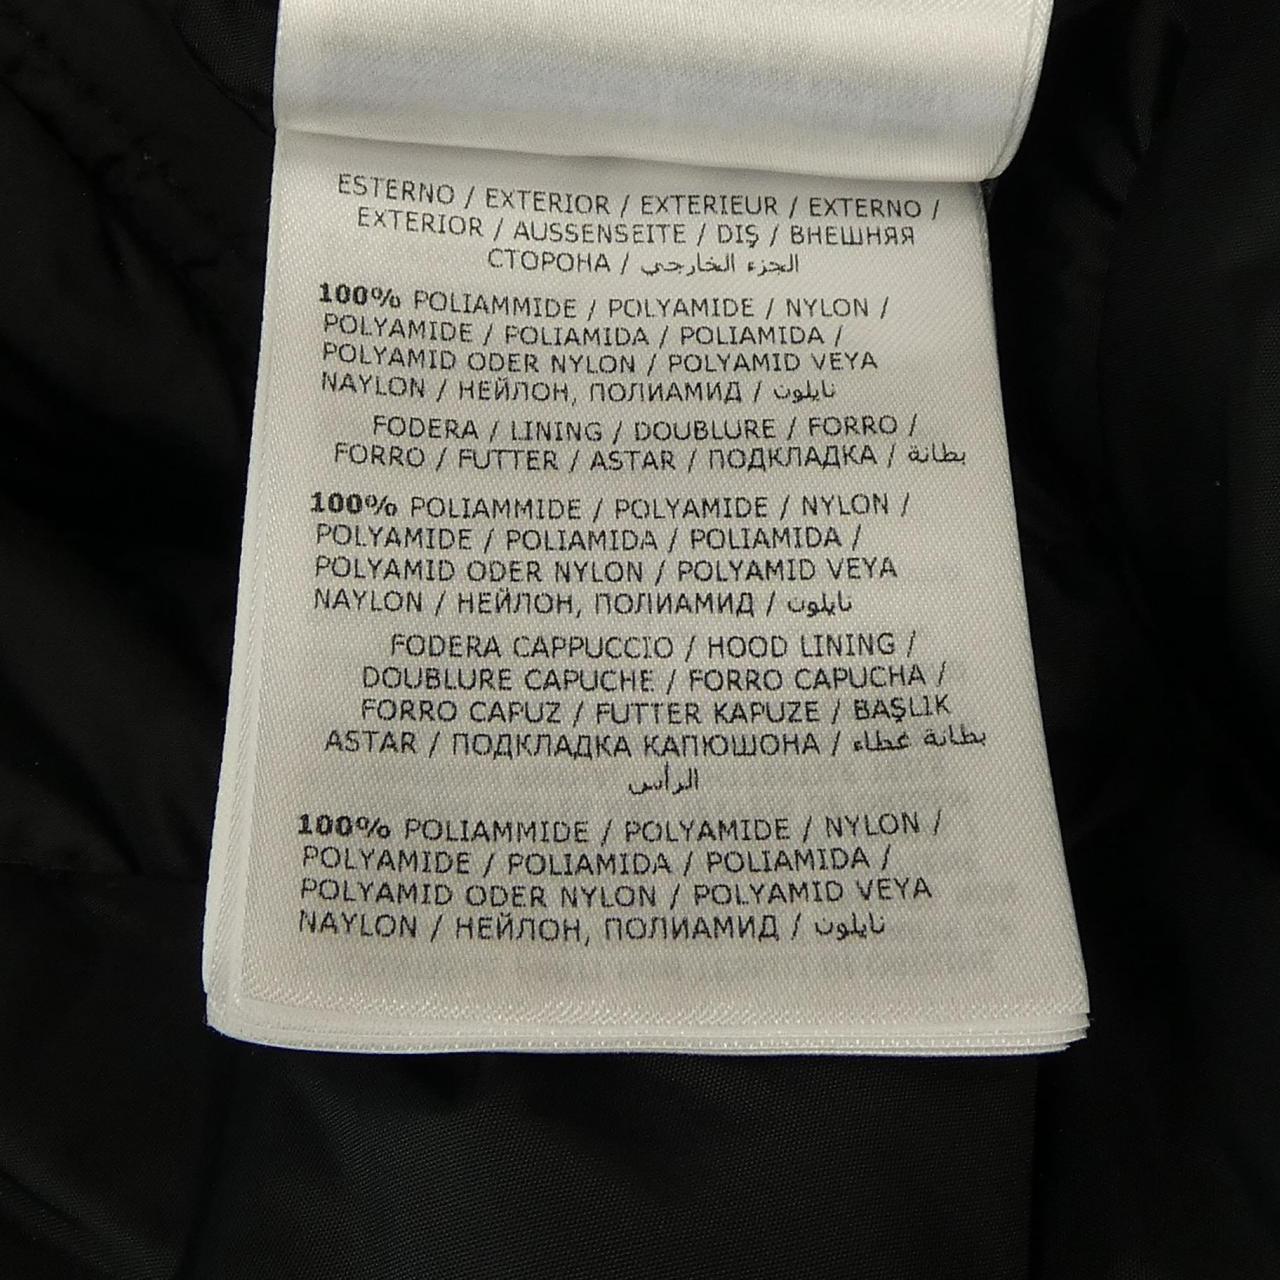 ESTERNO / EXTERIOR / EXTERIEUR / EXTERNO /
EXTERIOR / AUSSENSEITE / DIŞ / ВНЕШНЯЯ
СТОРОНА / الجزء الخارجي
100% POLIAMMIDE / POLYAMIDE / NYLON /
POLYAMIDE / POLIAMIDA / POLIAMIDA /
POLYAMID ODER NYLON / POLYAMID VEYA
NAYLON / НЕЙЛОН, ПОЛИАМИД / نايلون
FODERA / LINING / DOUBLURE / FORRO /
FORRO / FUTTER / ASTAR / ПОДКЛАДКА / بطانة
100% POLIAMMIDE / POLYAMIDE / NYLON /
POLYAMIDE / POLIAMIDA / POLIAMIDA /
POLYAMID ODER NYLON / POLYAMID VEYA
NAYLON / НЕЙЛОН, ПОЛИАМИД / نايلون
FODERA CAPPUCCIO / HOOD LINING /
DOUBLURE CAPUCHE / FORRO CAPUCHA /
FORRO CAPUZ / FUTTER KAPUZE / BAŞLIK
ASTAR / ПОДКЛАДКА КАПЮШОНА / بطانة غطاء
الرأس
100% POLIAMMIDE / POLYAMIDE / NYLON /
POLYAMIDE / POLIAMIDA / POLIAMIDA /
POLYAMID ODER NYLON / POLYAMID VEYA
NAYLON / НЕЙЛОН, ПОЛИАМИД / نايلون